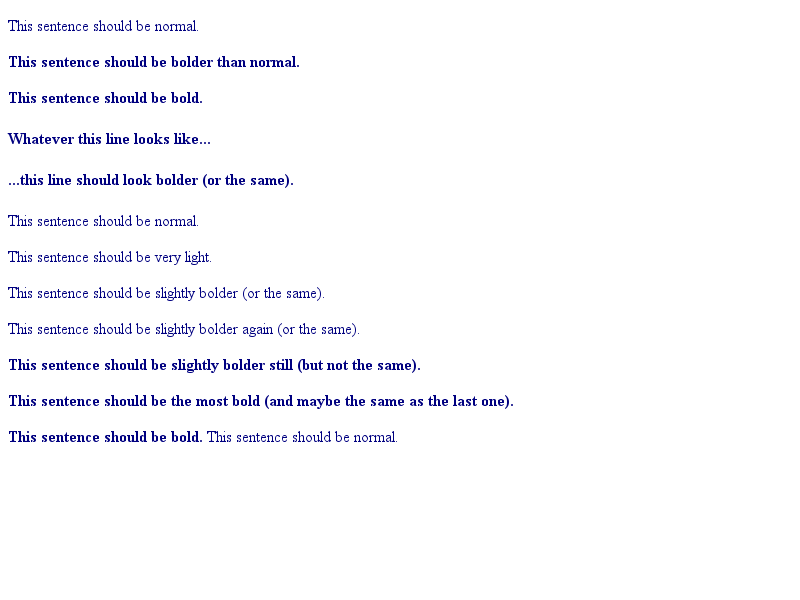 This sentence should be normal.
This sentence should be bolder than normal.
This sentence should be bold.
Whatever this line looks like...
...this line should look bolder (or the same).
This sentence should be normal.
This sentence should be very light.
This sentence should be slightly bolder (or the same).
This sentence should be slightly bolder again (or the same).
This sentence should be slightly bolder still (but not the same).
This sentence should be the most bold (and maybe the same as the last one).
This sentence should be bold. This sentence should be normal.